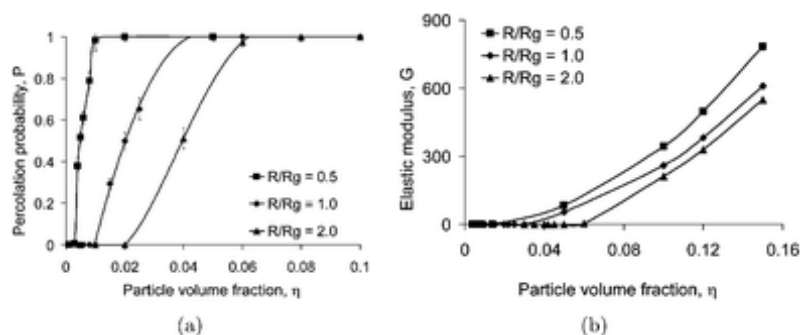 Percolation probability, P
1
0.8
0.6
0.4
0.2
0
R/Rg = 0.5
R/Rg = 1.0
R/Rg = 2.0
0
0.02
0.04
0.06
0.08
0.1
Particle volume fraction, η
(a)
Elastic modulus, G
900
600
300
0
R/Rg = 0.5
R/Rg = 1.0
R/Rg = 2.0
0
0.04
0.08
0.12
0.16
Particle volume fraction, η
(b)